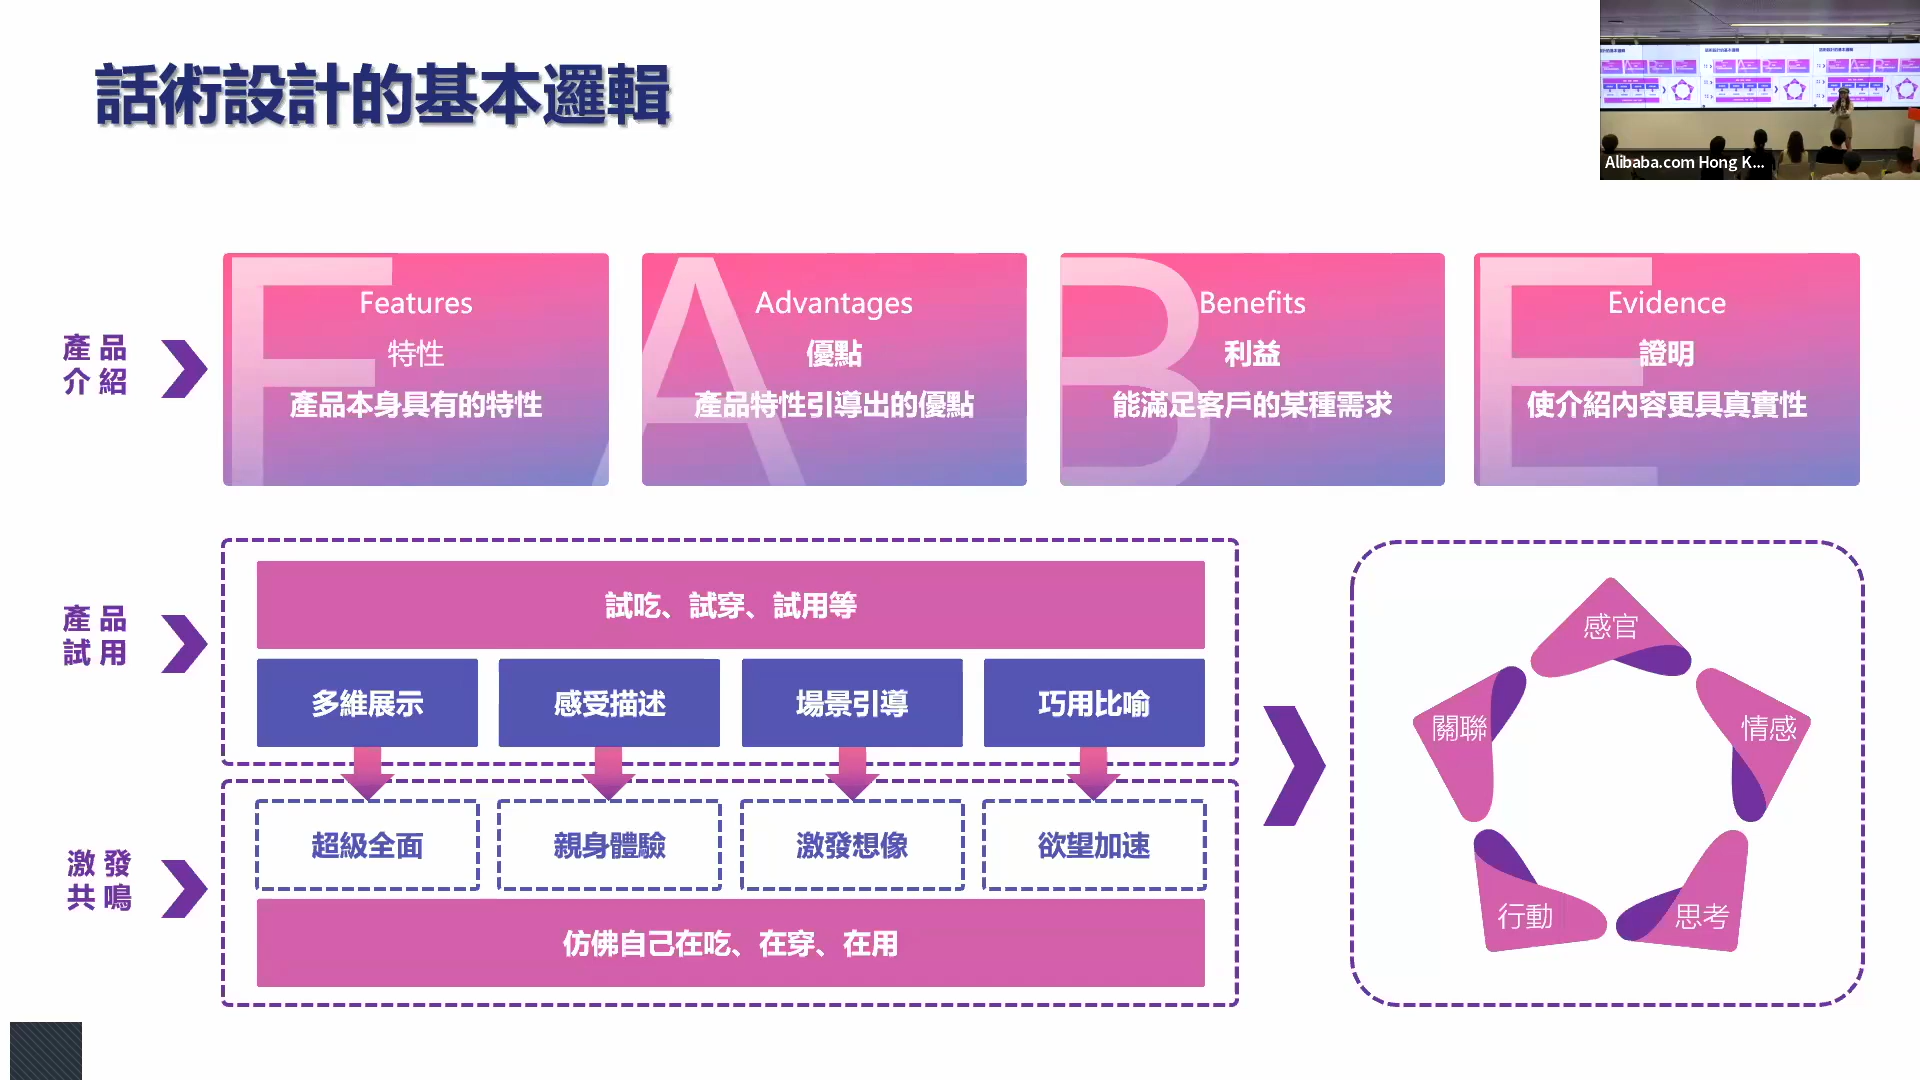 話術設計的基本邏輯
Alibaba.com Hong K...
產品
介紹
Features
特性
產品本身具有的特性
Advantages
優點
產品特性引導出的優點
Benefits
利益
能滿足客戶的某種需求
Evidence
證明
使介紹內容更具真實性
產品
試用
試吃、試穿、試用等
多維展示
感受描述
場景引導
巧用比喻
激發
共鳴
超級全面
親身體驗
激發想像
欲望加速
仿佛自己在吃、在穿、在用
感官
情感
思考
行動
關聯